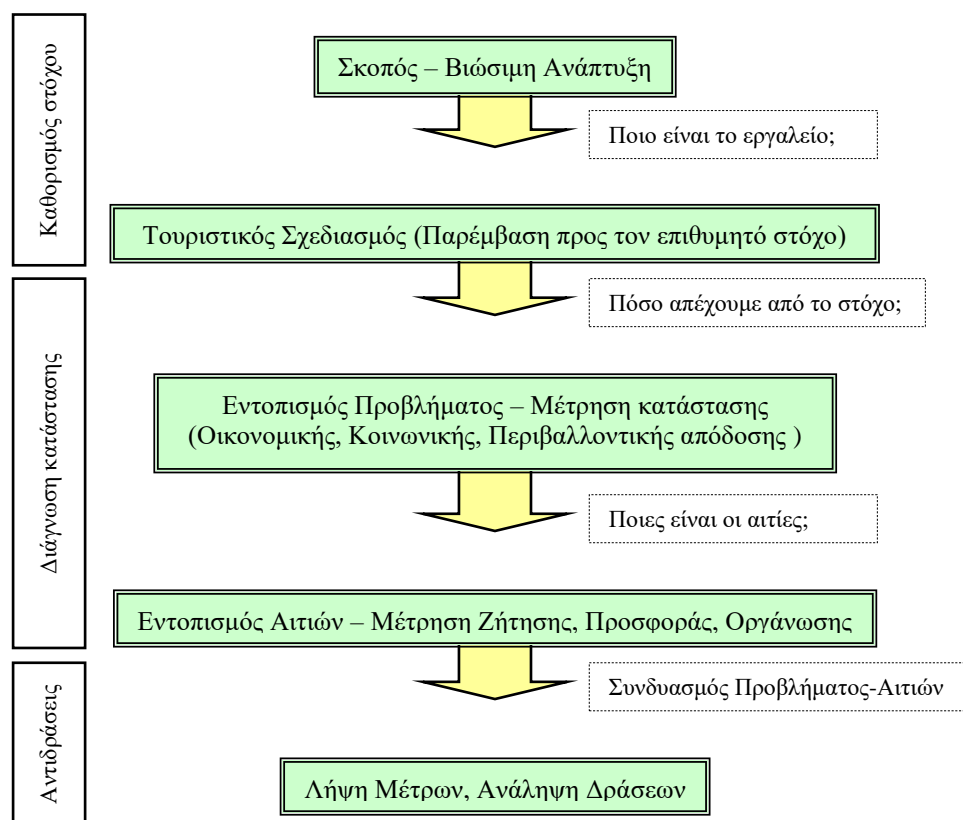 Καθορισμός στόχου
Σκοπός – Βιώσιμη Ανάπτυξη
Ποιο είναι το εργαλείο;
Τουριστικός Σχεδιασμός (Παρέμβαση προς τον επιθυμητό στόχο)
Διάγνωση κατάστασης
Πόσο απέχουμε από το στόχο;
Εντοπισμός Προβλήματος – Μέτρηση κατάστασης
(Οικονομικής, Κοινωνικής, Περιβαλλοντικής απόδοσης )
Ποιες είναι οι αιτίες;
Εντοπισμός Αιτιών – Μέτρηση Ζήτησης, Προσφοράς, Οργάνωσης
Αντιδράσεις
Συνδυασμός Προβλήματος-Αιτιών
Λήψη Μέτρων, Ανάληψη Δράσεων